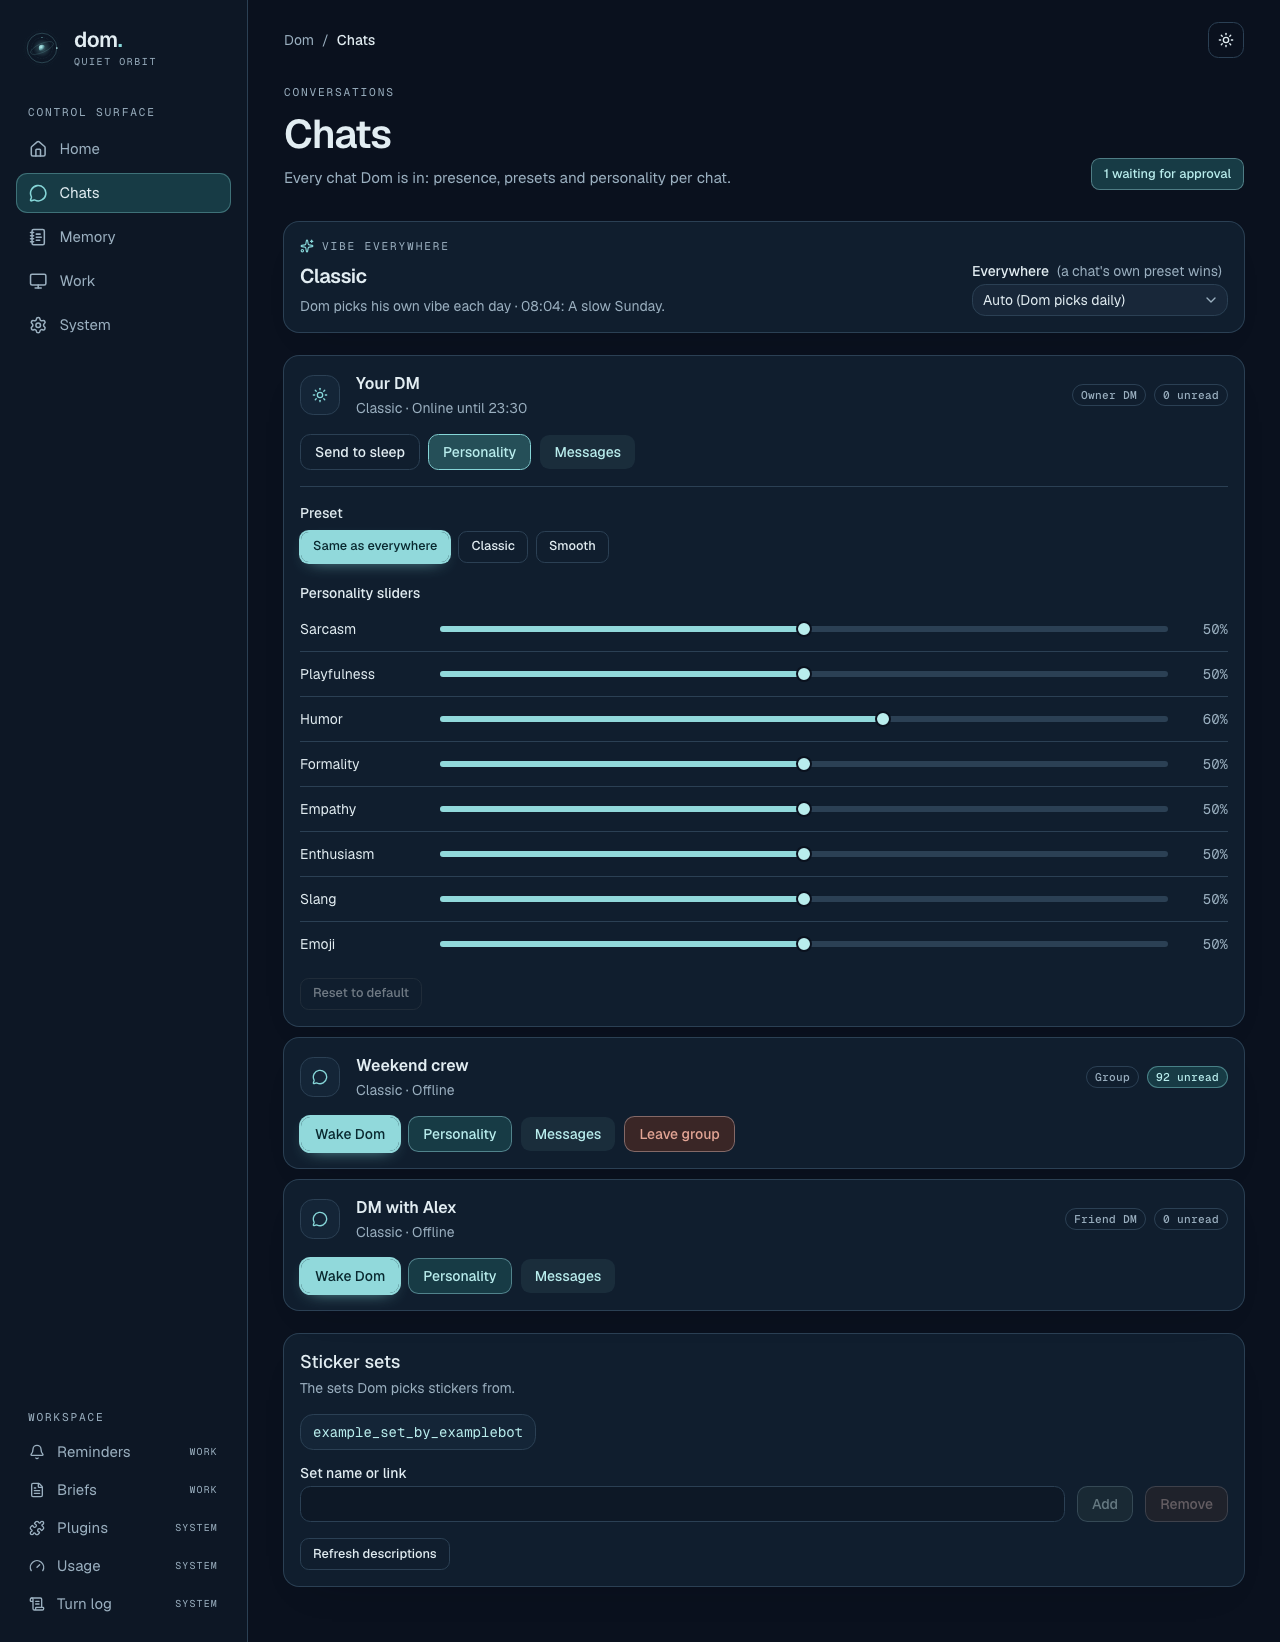 dom.
QUIET ORBIT
CONTROL SURFACE
Home
Chats
Memory
Work
System
WORKSPACE
Reminders WORK
Briefs WORK
Plugins SYSTEM
Usage SYSTEM
Turn log SYSTEM
Dom / Chats
CONVERSATIONS
Chats
Every chat Dom is in: presence, presets and personality per chat.
1 waiting for approval
VIBE EVERYWHERE
Classic
Dom picks his own vibe each day · 08:04: A slow Sunday.
Everywhere (a chat's own preset wins)
Auto (Dom picks daily)
Your DM
Classic · Online until 23:30
Owner DM 0 unread
Send to sleep Personality Messages
Preset
Same as everywhere Classic Smooth
Personality sliders
Sarcasm 50%
Playfulness 50%
Humor 60%
Formality 50%
Empathy 50%
Enthusiasm 50%
Slang 50%
Emoji 50%
Reset to default
Weekend crew
Classic · Offline
Group 92 unread
Wake Dom Personality Messages Leave group
DM with Alex
Classic · Offline
Friend DM 0 unread
Wake Dom Personality Messages
Sticker sets
The sets Dom picks stickers from.
example_set_by_examplebot
Set name or link
Add Remove
Refresh descriptions